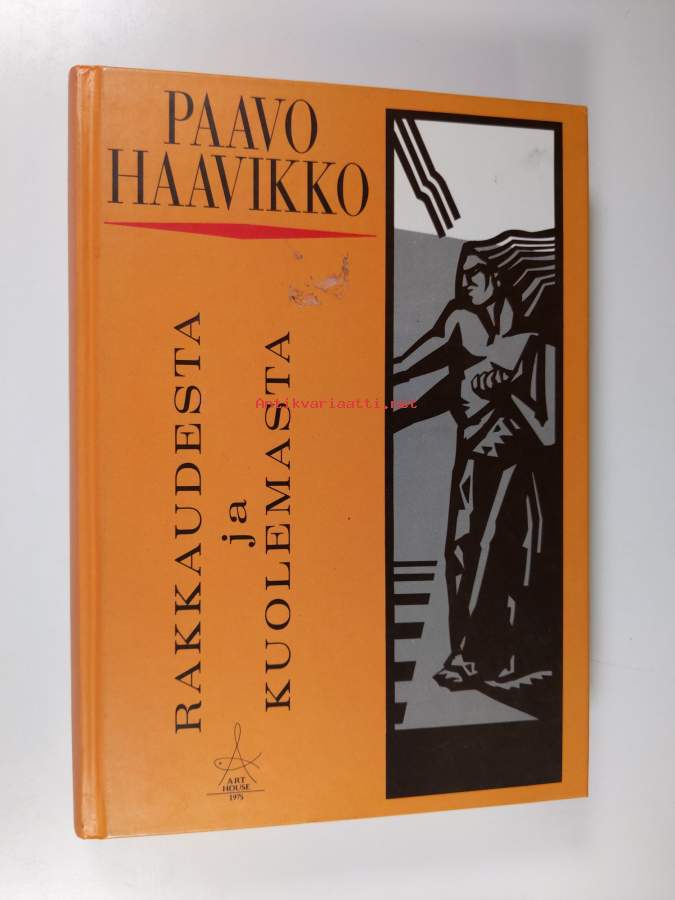 PAAVO
HAAVIKKO
RAKKAUDESTA
ja
KUOLEMASTA
Antikvariaatti.net
ART
HOUSE
1975